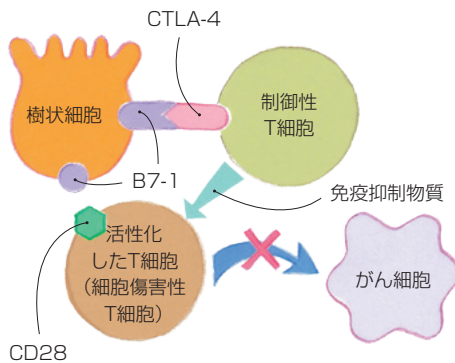 CTLA-4
樹状細胞
制御性
T細胞
B7-1
免疫抑制物質
活性化
したT細胞
（細胞傷害性
T細胞）
がん細胞
CD28